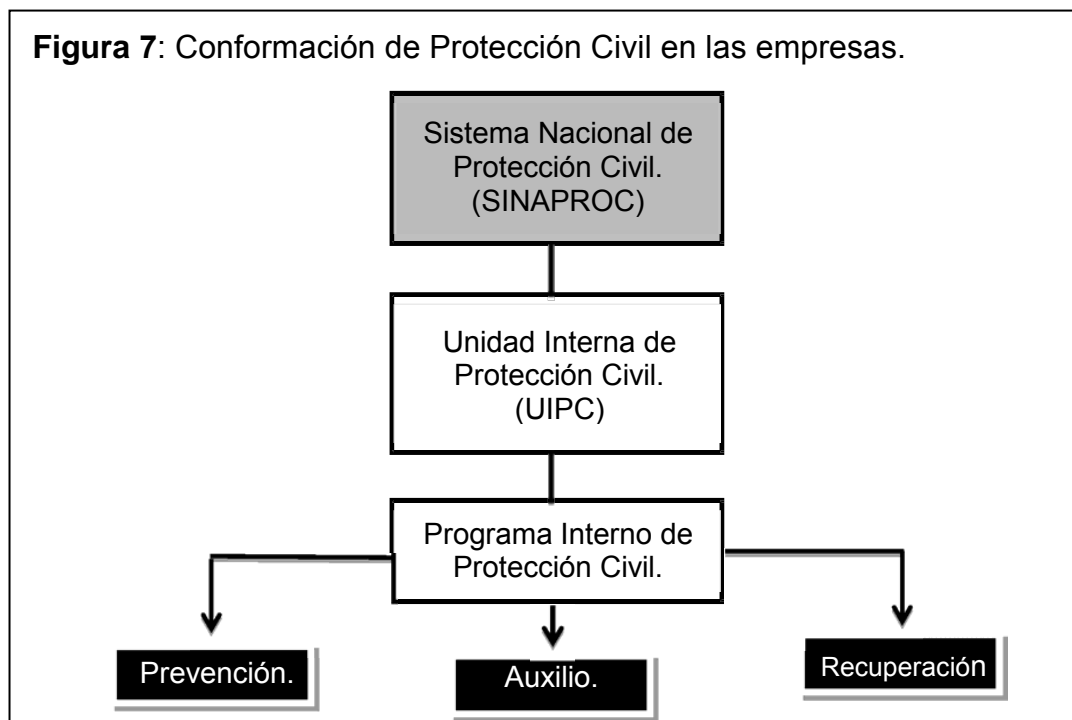 Figura 7: Conformación de Protección Civil en las empresas.
Sistema Nacional de
Protección Civil.
(SINAPROC)
Unidad Interna de
Protección Civil.
(UIPC)
Programa Interno de
Protección Civil.
Prevención.
Auxilio.
Recuperación